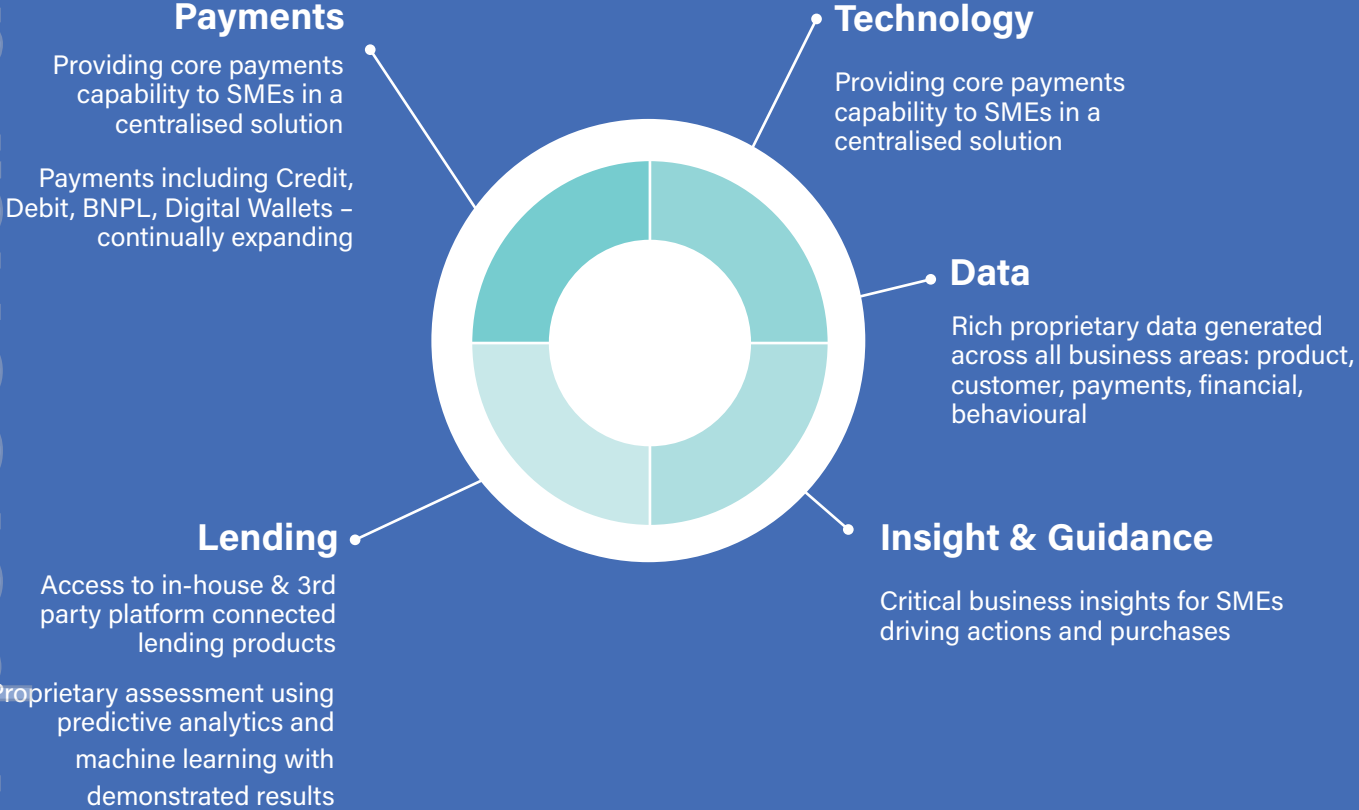 Payments
Providing core payments
capability to SMEs in a
centralised solution
Payments including Credit,
Debit, BNPL, Digital Wallets –
continually expanding
Technology
Providing core payments
capability to SMEs in a
centralised solution
Data
Rich proprietary data generated
across all business areas: product,
customer, payments, financial,
behavioural
Lending
Access to in-house & 3rd
party platform connected
lending products
Proprietary assessment using
predictive analytics and
machine learning with
demonstrated results
Insight & Guidance
Critical business insights for SMEs
driving actions and purchases